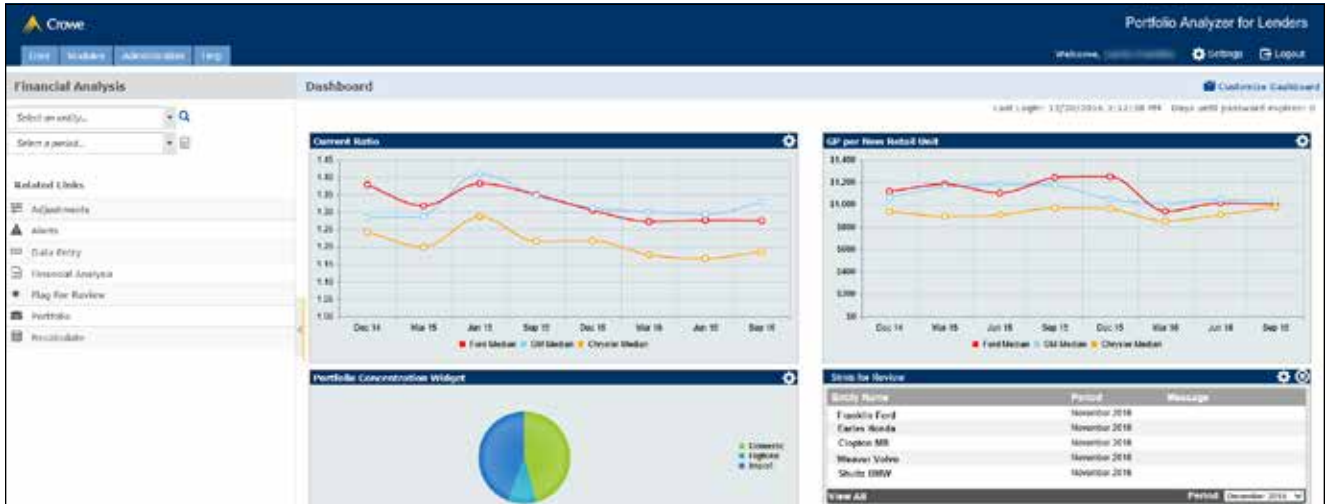 Crowe
Portfolio Analyzer for Lenders
User Modules Administration Help
Welcome,
Settings
Logout
Financial Analysis
Dashboard
Customize Dashboard
Select an entity...
Select a period...
Related Links
Adjustments
Alerts
Data Entry
Financial Analysis
Flag For Review
Portfolio
Recalculate
Current Ratio
1.45
1.40
1.35
1.30
1.25
1.20
1.15
1.10
1.05
1.00
Dec 14 Mar 15 Jun 15 Sep 15 Dec 15 Mar 16 Jun 16 Sep 16
Ford Median GM Median Chrysler Median
GP per New Retail Unit
$1,400
$1,200
$1,000
$800
$600
$400
$200
$0
Dec 14 Mar 15 Jun 15 Sep 15 Dec 15 Mar 16 Jun 16 Sep 16
Ford Median GM Median Chrysler Median
Portfolio Concentration Widget
Domestic
Highline
Import
for Review
Entity Name Period Message
Franklin Ford November 2016
Earles Honda November 2016
Clopton MB November 2016
Weaver Volvo November 2016
Shultz BMW November 2016
View All
Period December 2016